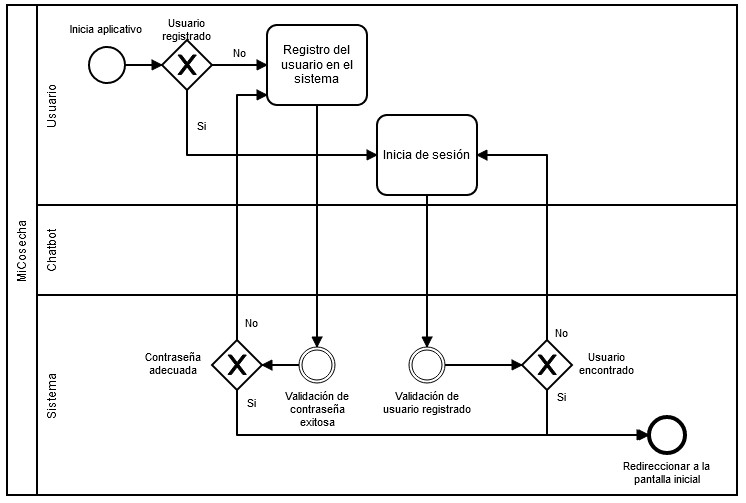 MiCosecha
Usuario
Inicia aplicativo
Usuario
registrado
No
Si
Registro del
usuario en el
sistema
Inicia de sesión
Chatbot
Sistema
Contraseña
adecuada
No
Si
Validación de
contraseña
exitosa
Validación de
usuario registrado
No
Usuario
encontrado
Si
Redireccionar a la
pantalla inicial